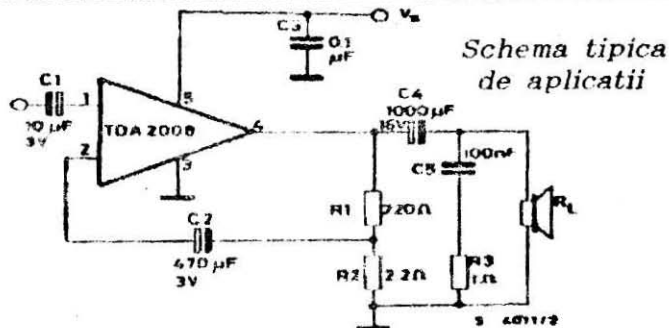 C3
0.1
µF
Vs
Schema tipica
de aplicatii
C1
1
10 µF
3V
2
TDA 2008
5
4
3
C4
1000 µF
16V
100nF
C5
R1
220Ω
RL
C2
470 µF
3V
R2
2.2Ω
R3
1Ω